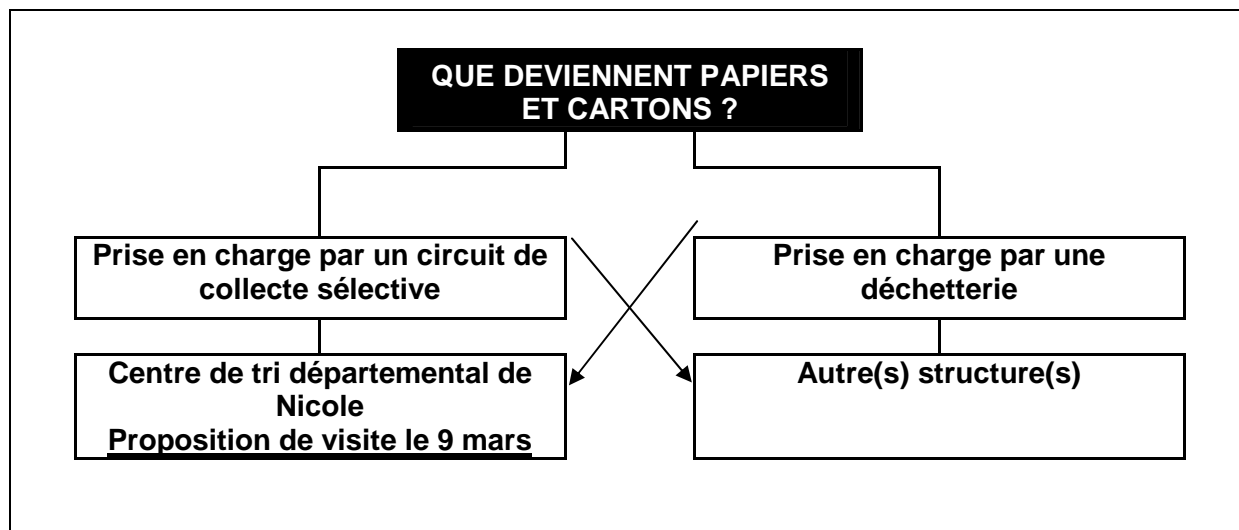 QUE DEVIENNENT PAPIERS
ET CARTONS ?
Prise en charge par un circuit de
collecte sélective
Prise en charge par une
déchetterie
Centre de tri départemental de
Nicole
Proposition de visite le 9 mars
Autre(s) structure(s)